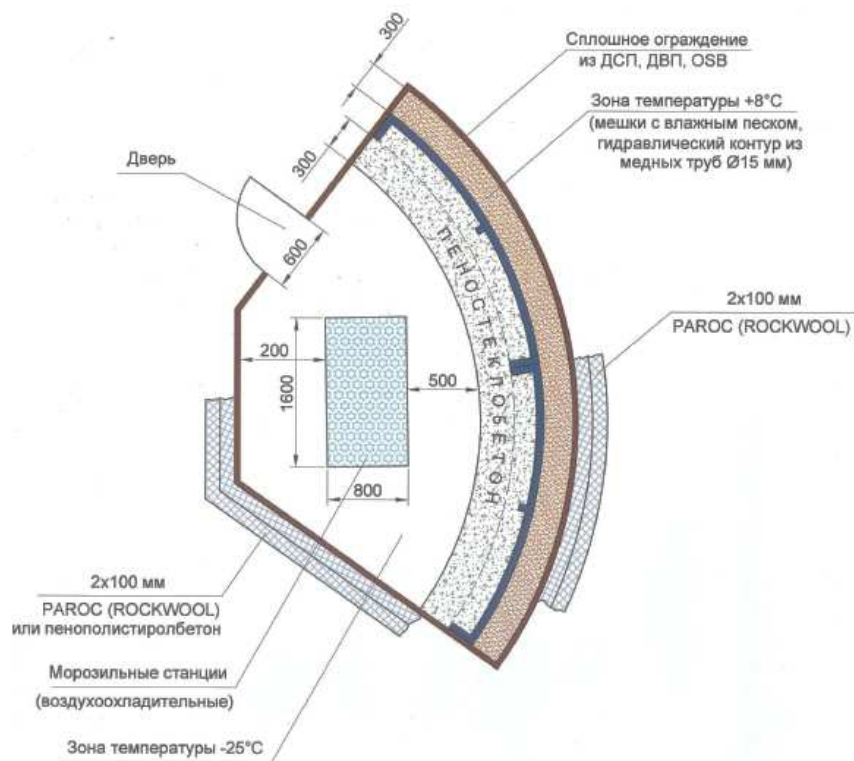 300
Сплошное ограждение
из ДСП, ДВП, OSB
Зона температуры +8°С
(мешки с влажным песком,
гидравлический контур из
медных труб Ø15 мм)
Дверь
300
600
ПЕНОСТЕКЛОБЕТОН
2х100 мм
PAROC (ROCKWOOL)
200
1600
500
800
2х100 мм
PAROC (ROCKWOOL)
или пенополистиролбетон
Морозильные станции
(воздухоохладительные)
Зона температуры -25°С